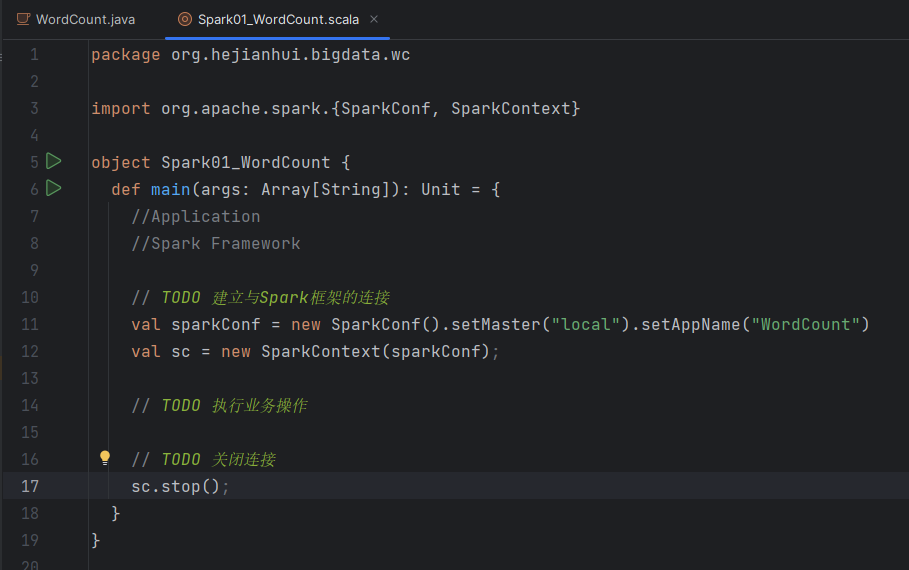 WordCount.java
Spark01_WordCount.scala
1 package org.hejianhui.bigdata.wc
2
3 import org.apache.spark.{SparkConf, SparkContext}
4
5 object Spark01_WordCount {
6 def main(args: Array[String]): Unit = {
7 //Application
8 //Spark Framework
9
10 // TODO 建立与Spark框架的连接
11 val sparkConf = new SparkConf().setMaster("local").setAppName("WordCount")
12 val sc = new SparkContext(sparkConf);
13
14 // TODO 执行业务操作
15
16 // TODO 关闭连接
17 sc.stop();
18 }
19 }
20